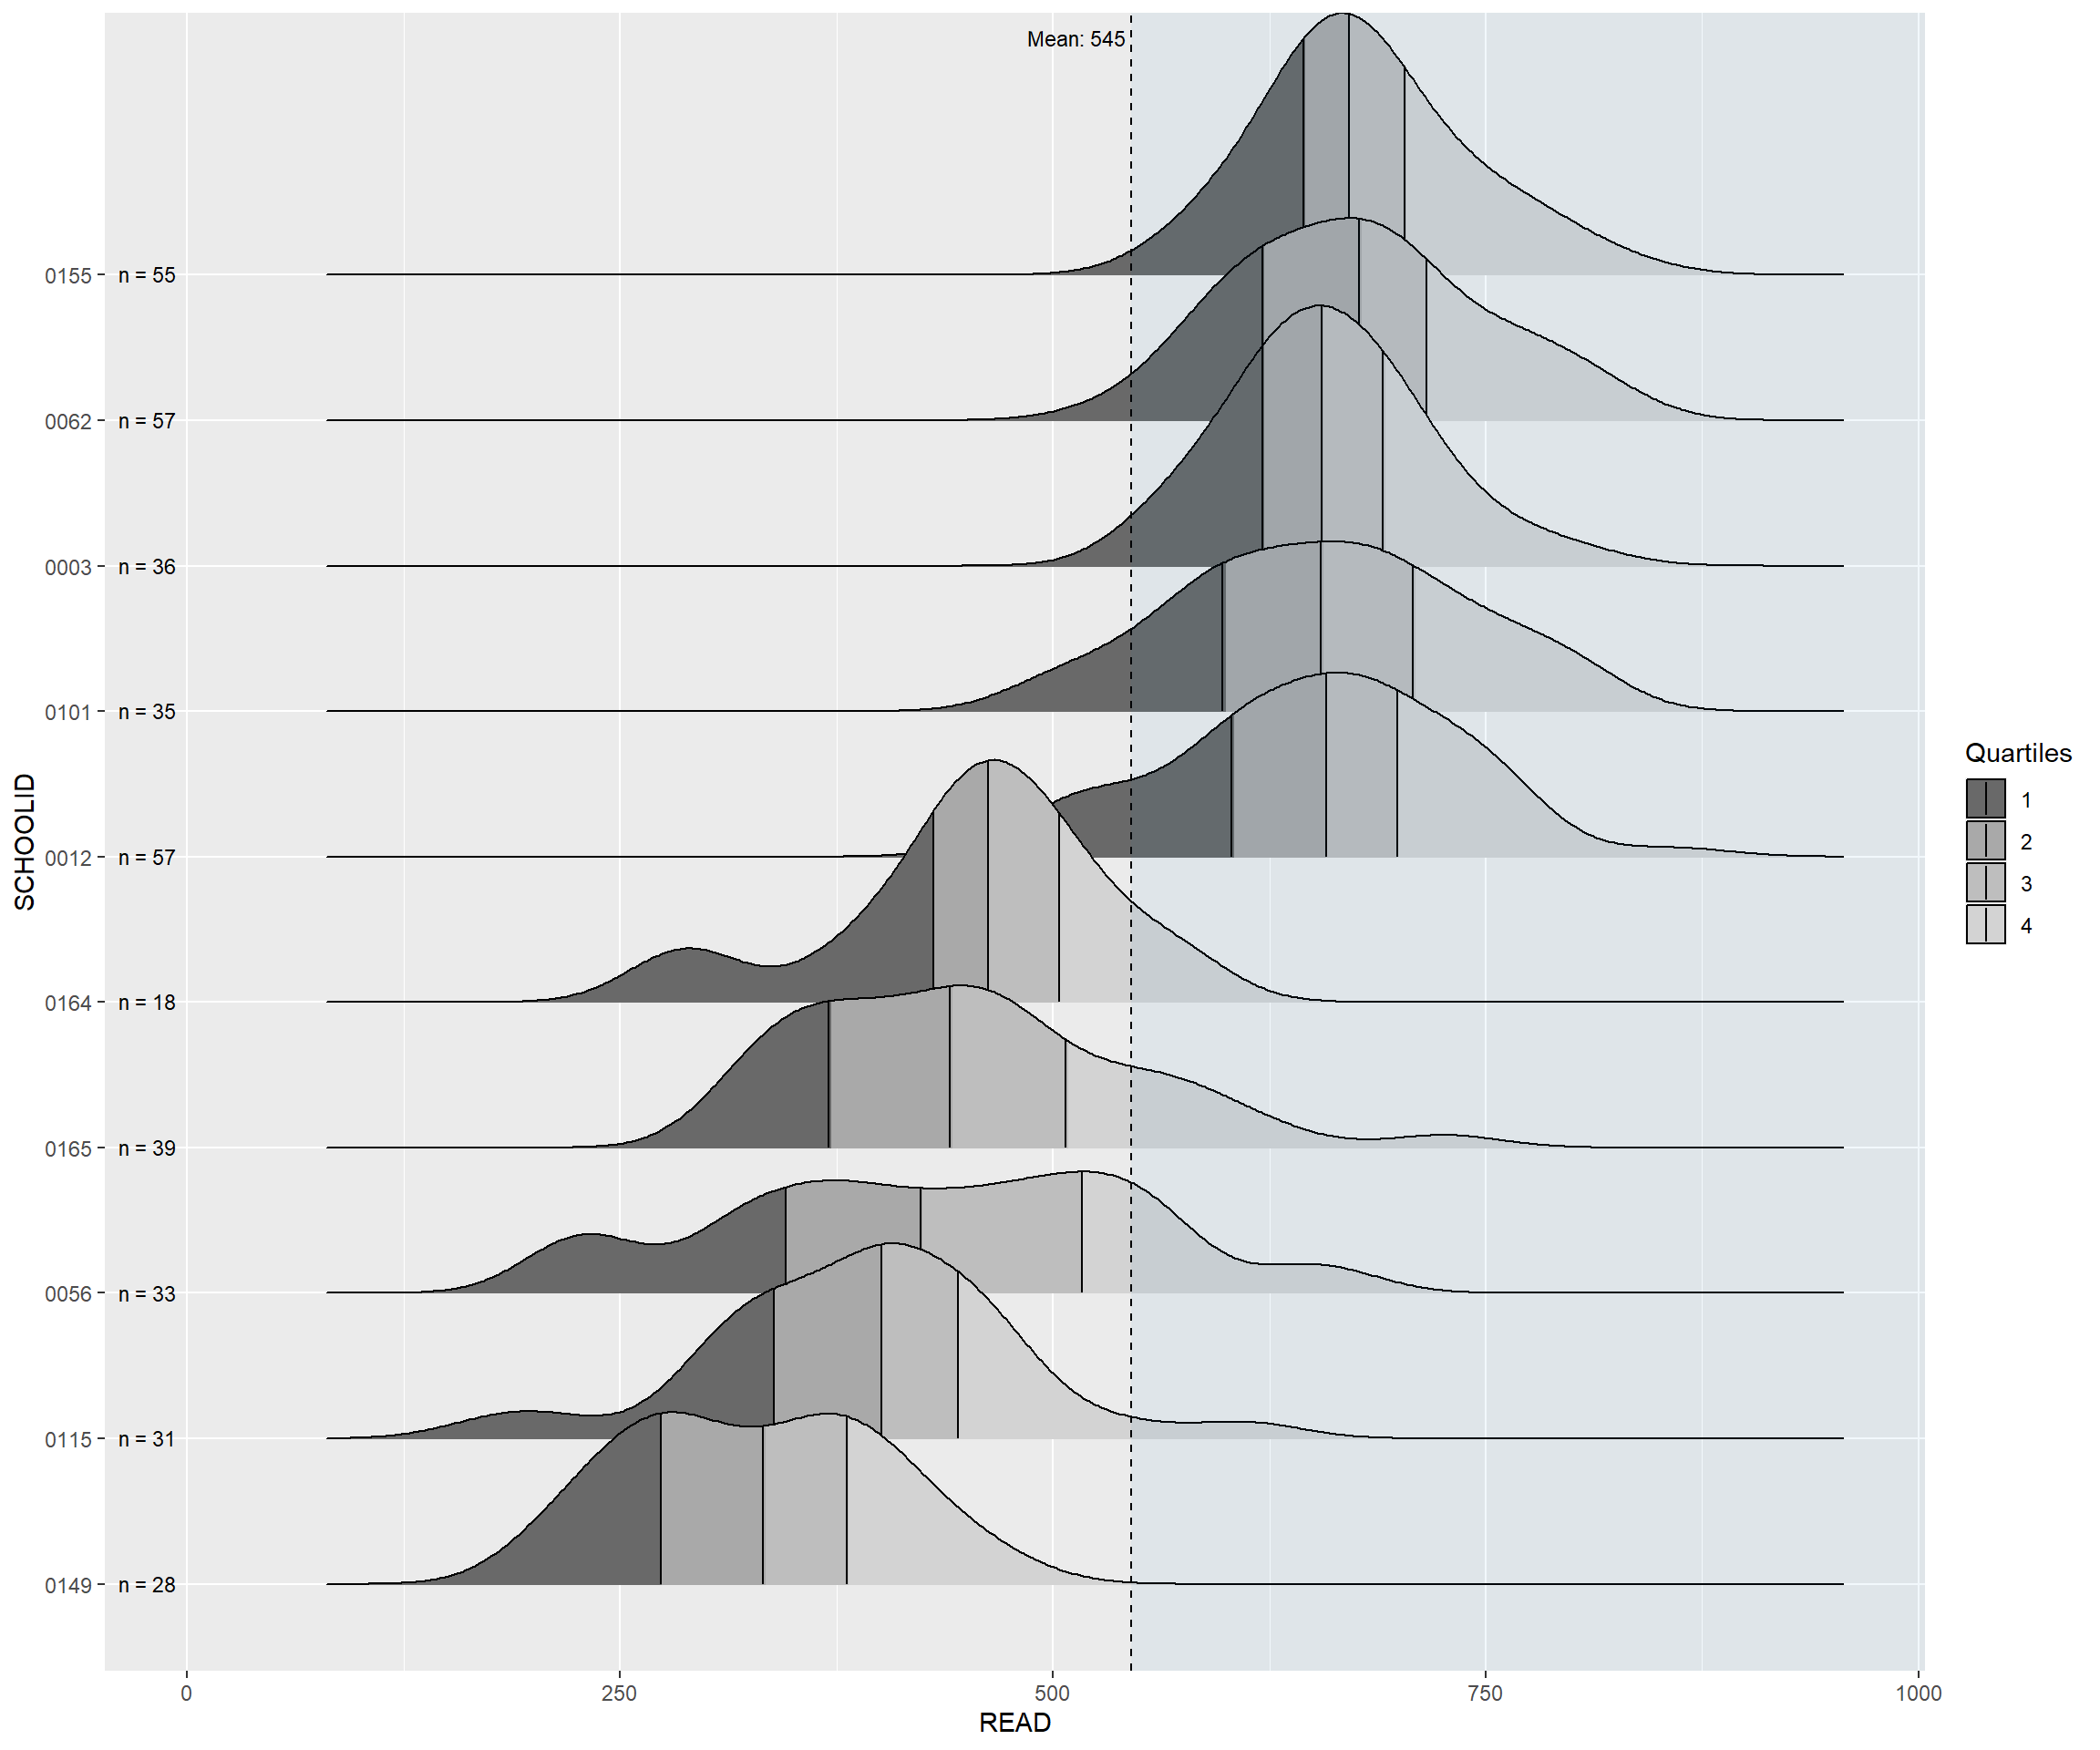 Mean: 545
0155 n = 55
0062 n = 57
0003 n = 36
0101 n = 35
0012 n = 57
0164 n = 18
0165 n = 39
0056 n = 33
0115 n = 31
0149 n = 28
SCHOOLID
0 250 500 750 1000
READ
Quartiles
1
2
3
4